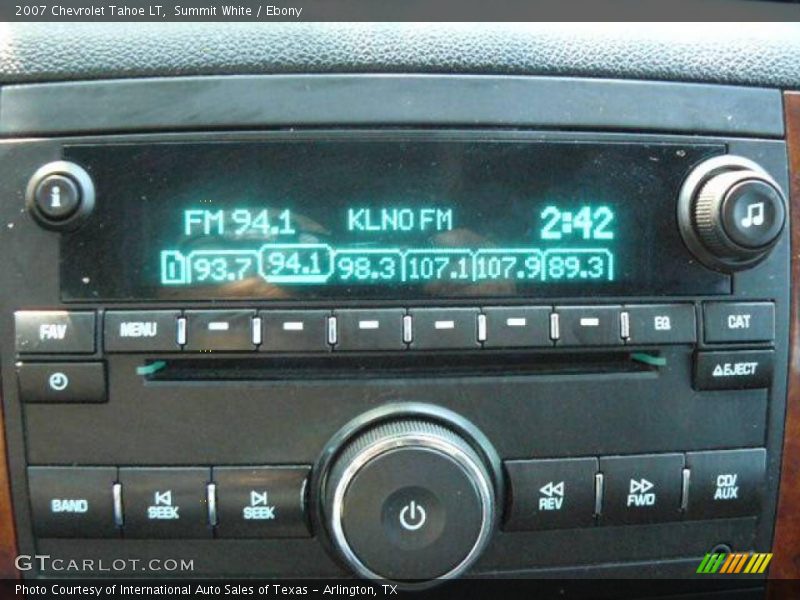 2007 Chevrolet Tahoe LT, Summit White / Ebony
i
FM 94.1 KLNO FM 2:42
1 93.7 94.1 98.3 107.1 107.9 89.3
FAV MENU EQ CAT
≜EJECT
BAND SEEK SEEK REV FWD CD/
AUX
GTCARLOT.COM
Photo Courtesy of International Auto Sales of Texas - Arlington, TX